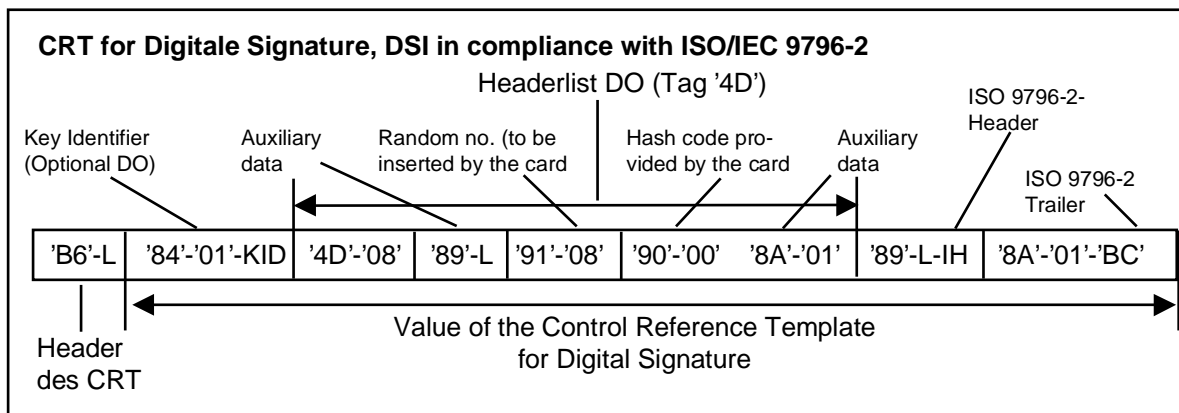 CRT for Digitale Signature, DSI in compliance with ISO/IEC 9796-2
Headerlist DO (Tag ’4D’)
ISO 9796-2-
Header
Key Identifier
(Optional DO)
Auxiliary
data
Random no. (to be
inserted by the card
Hash code pro-
vided by the card
Auxiliary
data
ISO 9796-2
Trailer
’B6’-L ’84’-’01’-KID ’4D’-’08’ ’89’-L ’91’-’08’ ’90’-’00’ ’8A’-’01’ ’89’-L-IH ’8A’-’01’-’BC’
Header
des CRT
Value of the Control Reference Template
for Digital Signature